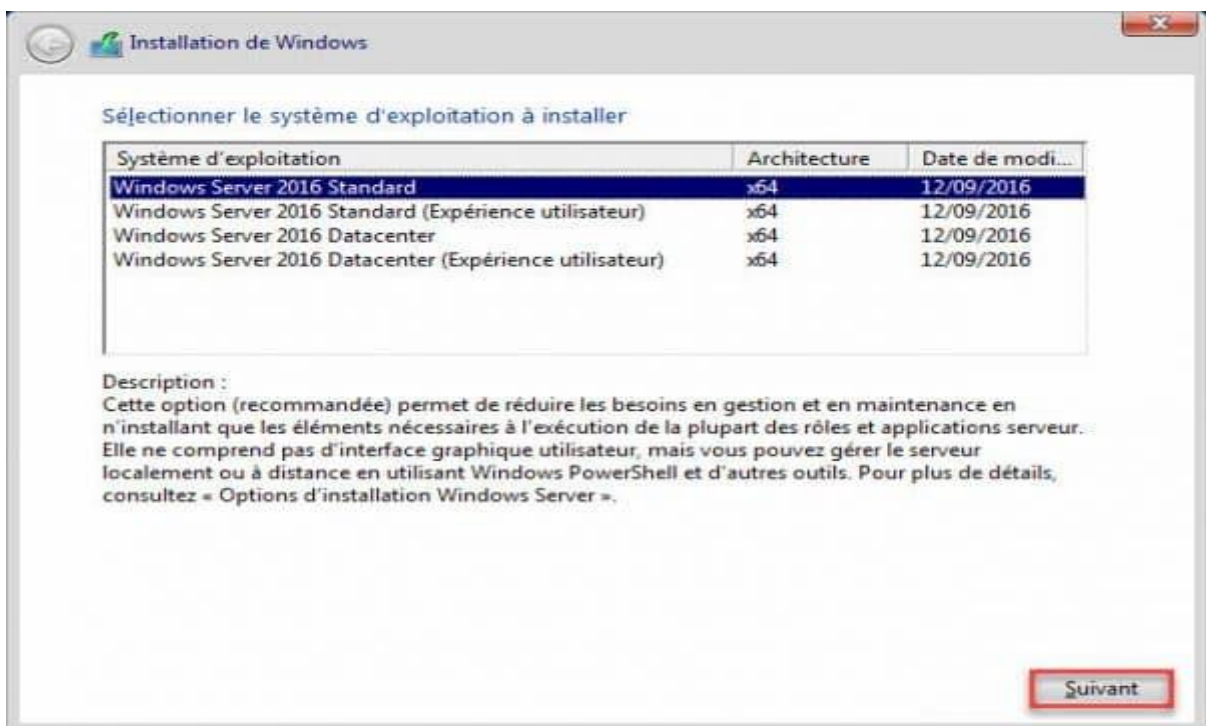 Installation de Windows
Sélectionner le système d'exploitation à installer
Système d'exploitation Architecture Date de modi...
Windows Server 2016 Standard x64 12/09/2016
Windows Server 2016 Standard (Expérience utilisateur) x64 12/09/2016
Windows Server 2016 Datacenter x64 12/09/2016
Windows Server 2016 Datacenter (Expérience utilisateur) x64 12/09/2016
Description :
Cette option (recommandée) permet de réduire les besoins en gestion et en maintenance en
n'installant que les éléments nécessaires à l'exécution de la plupart des rôles et applications serveur.
Elle ne comprend pas d'interface graphique utilisateur, mais vous pouvez gérer le serveur
localement ou à distance en utilisant Windows PowerShell et d'autres outils. Pour plus de détails,
consultez « Options d'installation Windows Server ».
Suivant